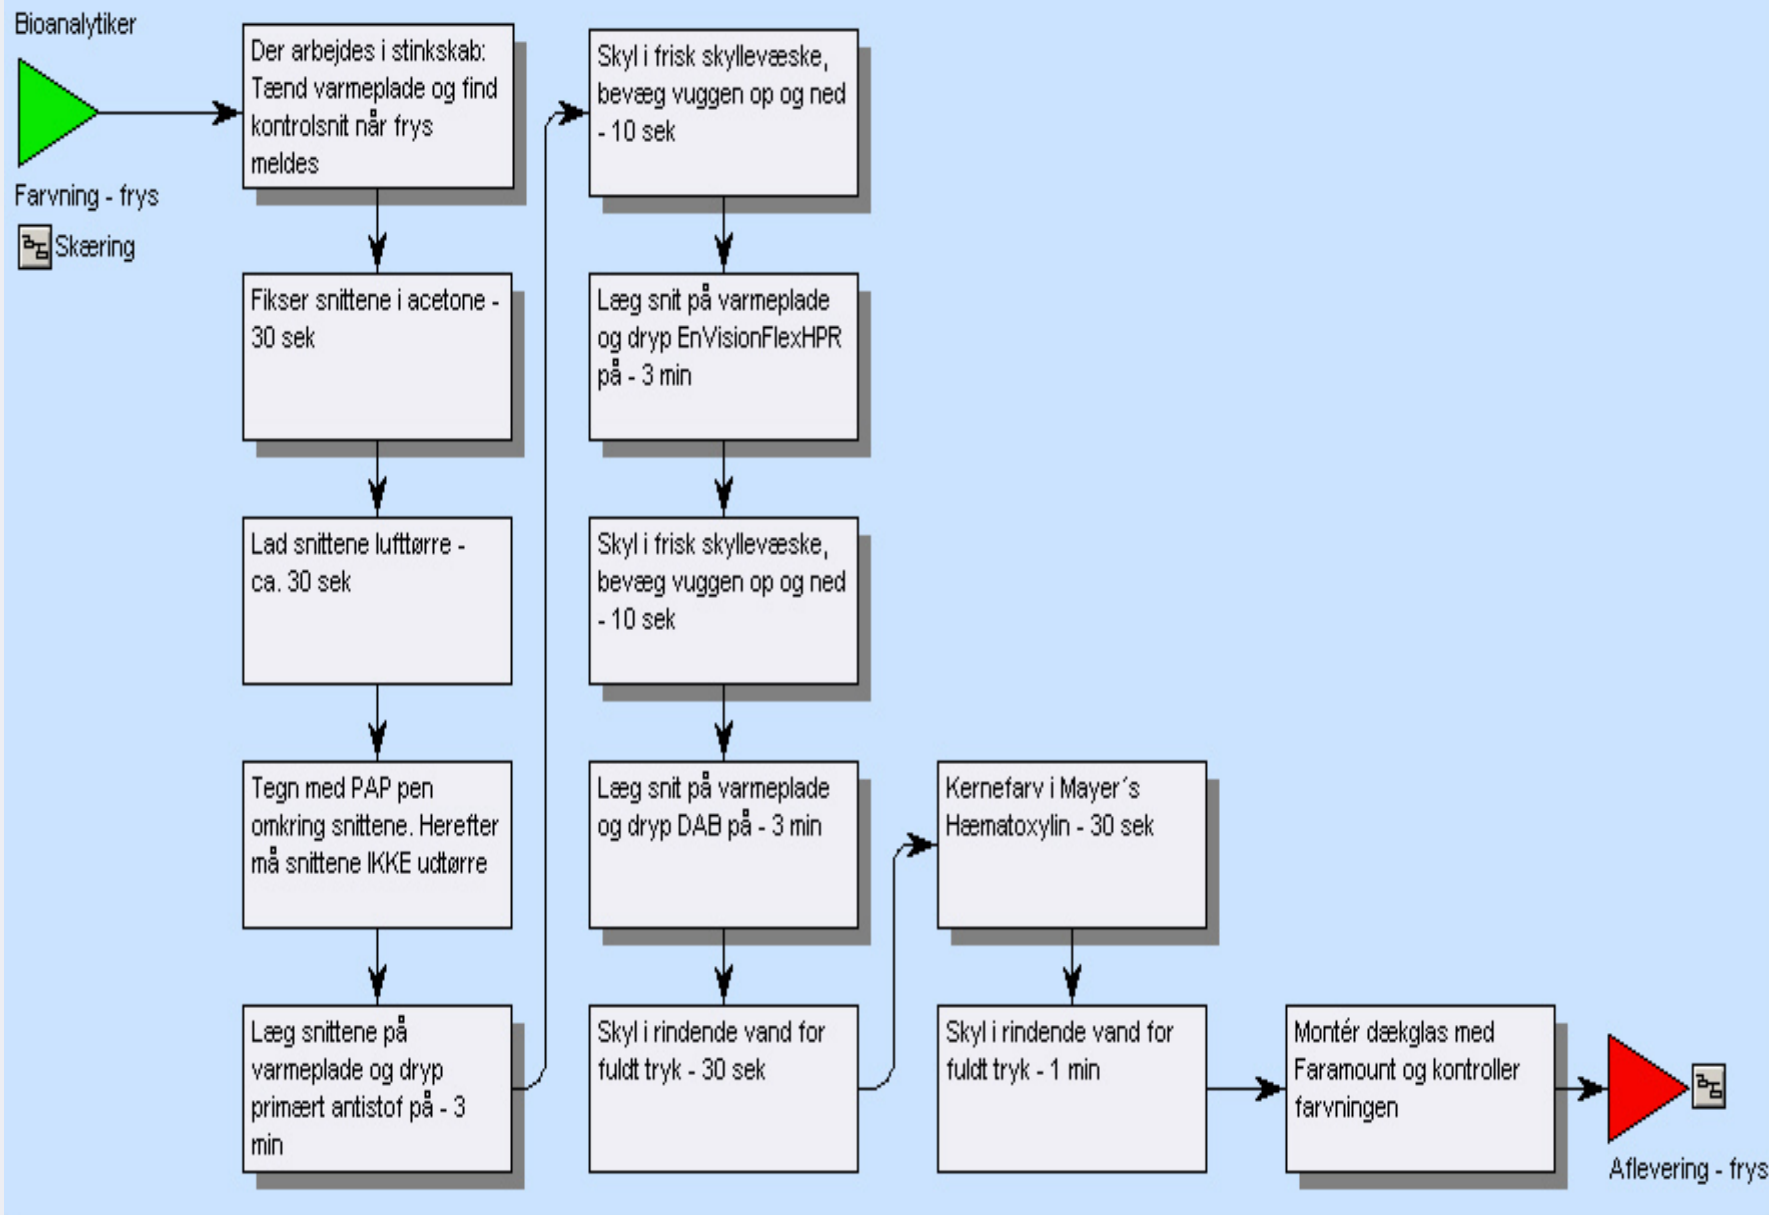 Bioanalytiker
Farvning - frys
Skæring
Der arbejdes i stinkskab:
Tænd varmeplade og find
kontrolsnit når frys
meldes
Fikser snittene i acetone -
30 sek
Lad snittene lufttørre -
ca. 30 sek
Tegn med PAP pen
omkring snittene. Herefter
må snittene IKKE udtørre
Læg snittene på
varmeplade og dryp
primært antistof på - 3
min
Skyl i frisk skyllevæske,
bevæg vuggen op og ned
- 10 sek
Læg snit på varmeplade
og dryp EnVisionFlexHPR
på - 3 min
Skyl i frisk skyllevæske,
bevæg vuggen op og ned
- 10 sek
Læg snit på varmeplade
og dryp DAB på - 3 min
Skyl i rindende vand for
fuldt tryk - 30 sek
Kernefarv i Mayer´s
Hæmatoxylin - 30 sek
Skyl i rindende vand for
fuldt tryk - 1 min
Montér dækglas med
Faramount og kontroller
farvningen
Aflevering - frys